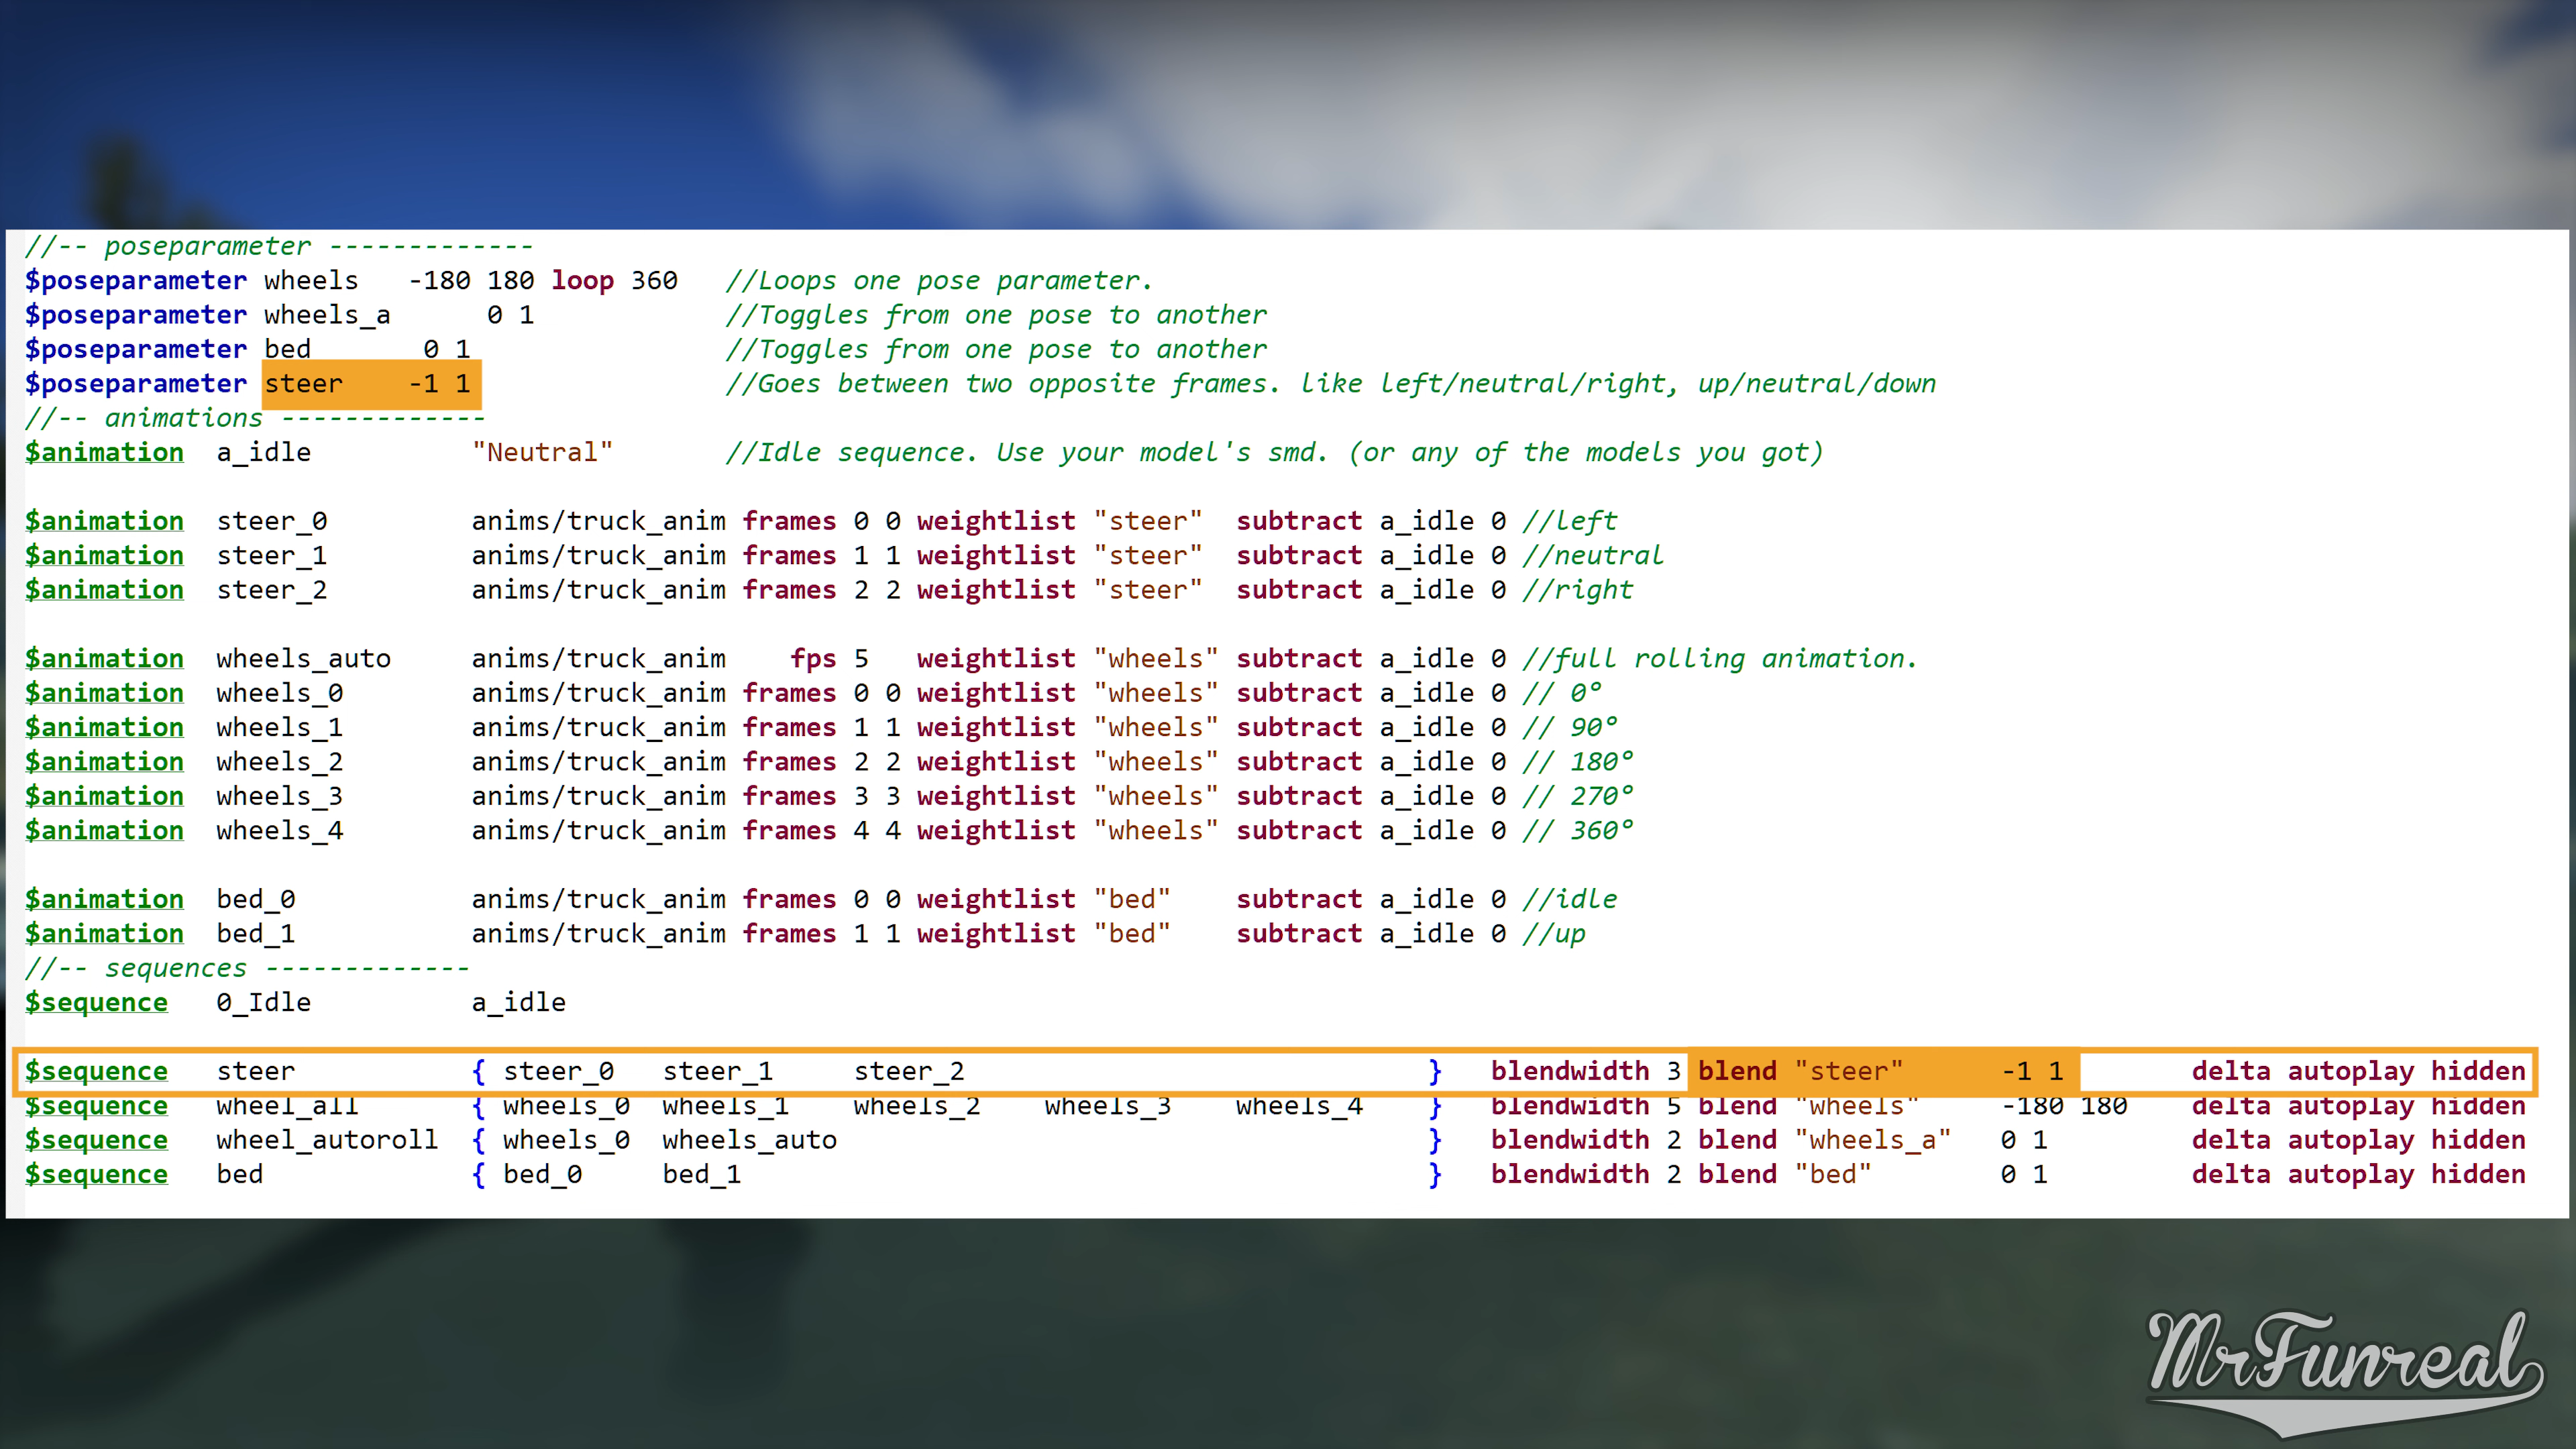 //-- poseparameter -------------
$poseparameter wheels -180 180 loop 360 //Loops one pose parameter.
$poseparameter wheels_a 0 1 //Toggles from one pose to another
$poseparameter bed 0 1 //Toggles from one pose to another
$poseparameter steer -1 1 //Goes between two opposite frames. like left/neutral/right, up/neutral/down
//-- animations -------------
$animation a_idle "Neutral" //Idle sequence. Use your model's smd. (or any of the models you got)
$animation steer_0 anims/truck_anim frames 0 0 weightlist "steer" subtract a_idle 0 //left
$animation steer_1 anims/truck_anim frames 1 1 weightlist "steer" subtract a_idle 0 //neutral
$animation steer_2 anims/truck_anim frames 2 2 weightlist "steer" subtract a_idle 0 //right
$animation wheels_auto anims/truck_anim fps 5 weightlist "wheels" subtract a_idle 0 //full rolling animation.
$animation wheels_0 anims/truck_anim frames 0 0 weightlist "wheels" subtract a_idle 0 // 0°
$animation wheels_1 anims/truck_anim frames 1 1 weightlist "wheels" subtract a_idle 0 // 90°
$animation wheels_2 anims/truck_anim frames 2 2 weightlist "wheels" subtract a_idle 0 // 180°
$animation wheels_3 anims/truck_anim frames 3 3 weightlist "wheels" subtract a_idle 0 // 270°
$animation wheels_4 anims/truck_anim frames 4 4 weightlist "wheels" subtract a_idle 0 // 360°
$animation bed_0 anims/truck_anim frames 0 0 weightlist "bed" subtract a_idle 0 //idle
$animation bed_1 anims/truck_anim frames 1 1 weightlist "bed" subtract a_idle 0 //up
//-- sequences -------------
$sequence 0_Idle a_idle
$sequence steer { steer_0 steer_1 steer_2 } blendwidth 3 blend "steer" -1 1 delta autoplay hidden
$sequence wheel_all { wheels_0 wheels_1 wheels_2 wheels_3 wheels_4 } blendwidth 5 blend "wheels" -180 180 delta autoplay hidden
$sequence wheel_autoroll { wheels_0 wheels_auto } blendwidth 2 blend "wheels_a" 0 1 delta autoplay hidden
$sequence bed { bed_0 bed_1 } blendwidth 2 blend "bed" 0 1 delta autoplay hidden
MrFunreal